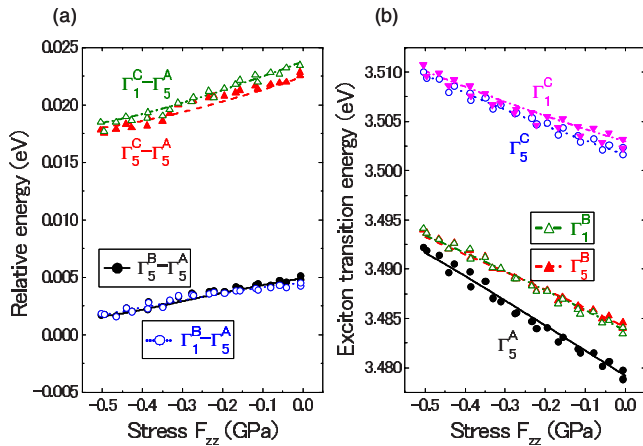 (a)
0.025
0.020
0.015
0.010
0.005
0.000
-0.005
Relative energy (eV)
Γ₁ᶜ–Γ₅ᴬ
Γ₅ᶜ–Γ₅ᴬ
Γ₅ᴮ–Γ₅ᴬ
Γ₁ᴮ–Γ₅ᴬ
-0.5 -0.4 -0.3 -0.2 -0.1 0.0
Stress F_zz (GPa)
(b)
3.510
3.505
3.500
3.495
3.490
3.485
3.480
Exciton transition energy (eV)
Γ₁ᶜ
Γ₅ᶜ
Γ₁ᴮ
Γ₅ᴮ
Γ₅ᴬ
-0.5 -0.4 -0.3 -0.2 -0.1 0.0
Stress F_zz (GPa)